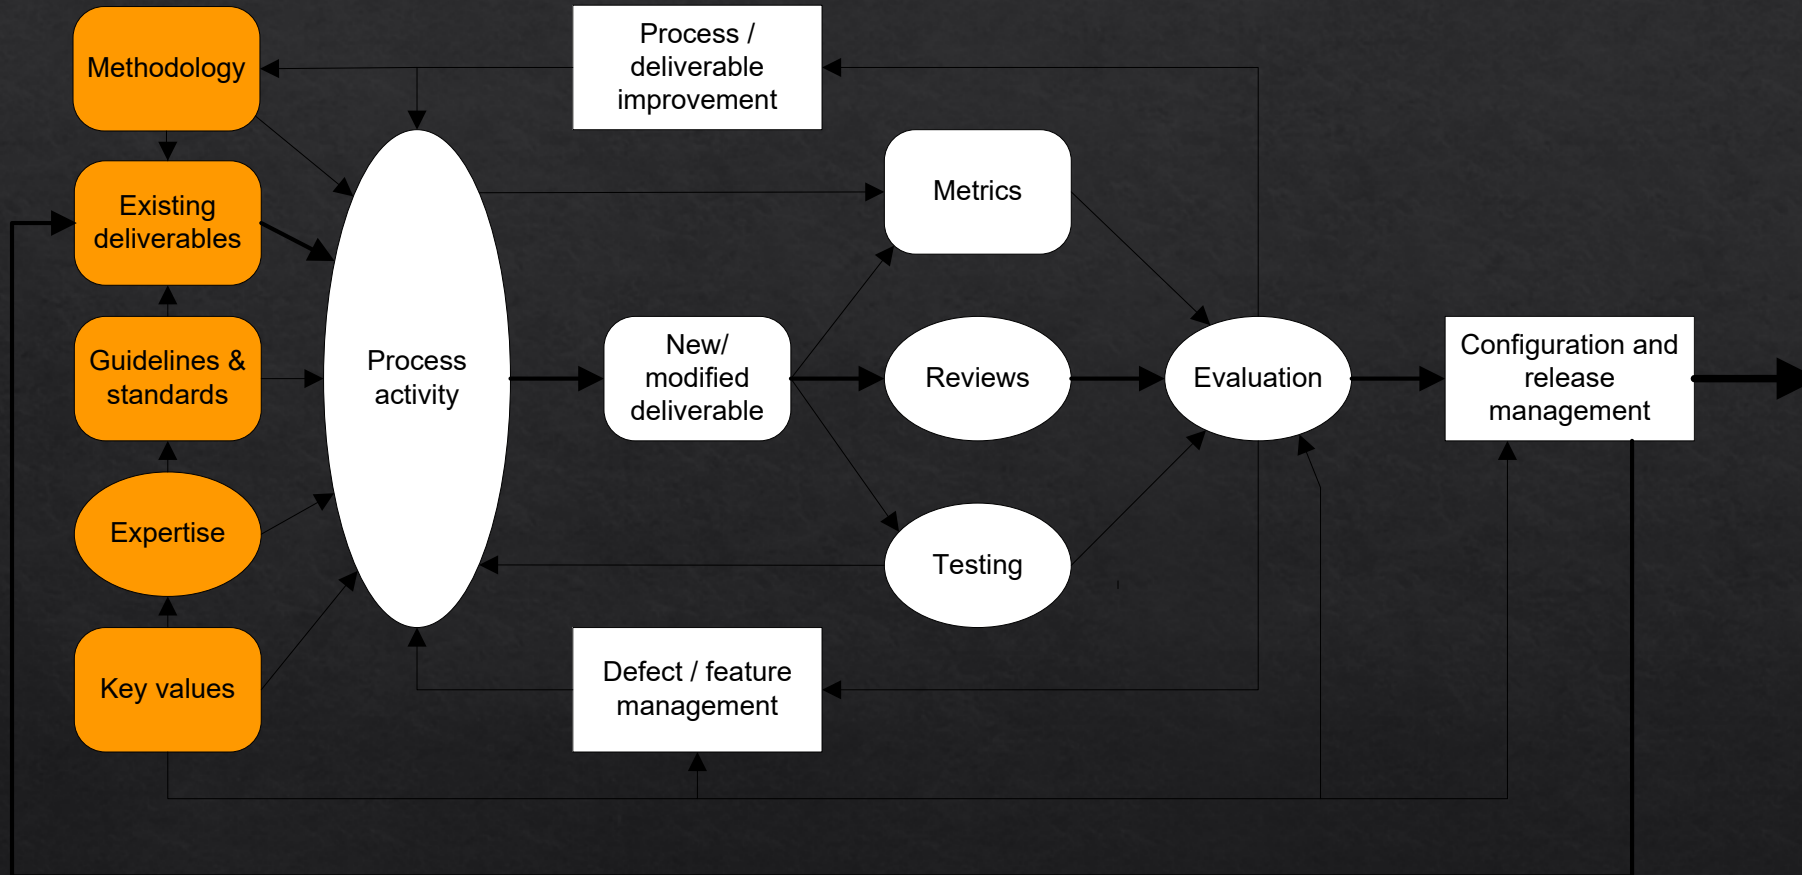 Methodology
Process /
deliverable
improvement
Existing
deliverables
Metrics
Guidelines &
standards
Process
activity
New/
modified
deliverable
Reviews
Evaluation
Configuration and
release
management
Expertise
Testing
Key values
Defect / feature
management